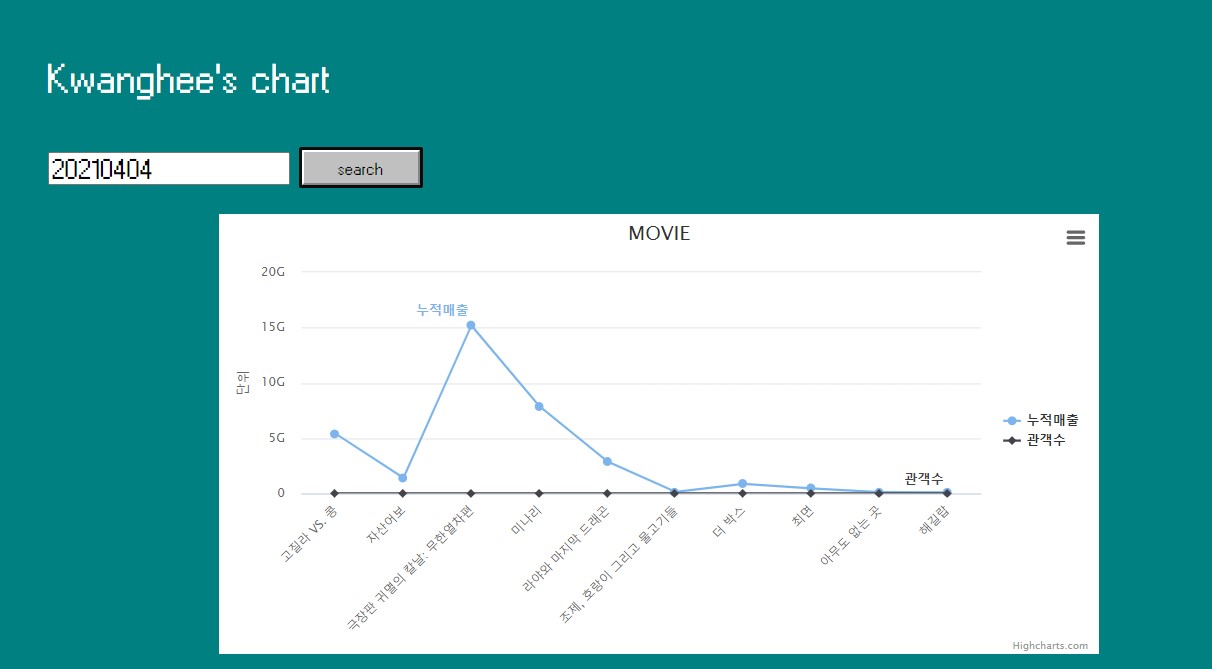 Kwanghee's chart
20210404
search
MOVIE
20G
15G
10G
5G
0
단위
누적매출
관객수
누적매출
관객수
고질라 VS. 콩
자산어보
극장판 귀멸의 칼날: 무한열차편
미나리
라야와 마지막 드래곤
조제, 호랑이 그리고 물고기들
더 박스
최면
아무도 없는 곳
해길랍
Highcharts.com